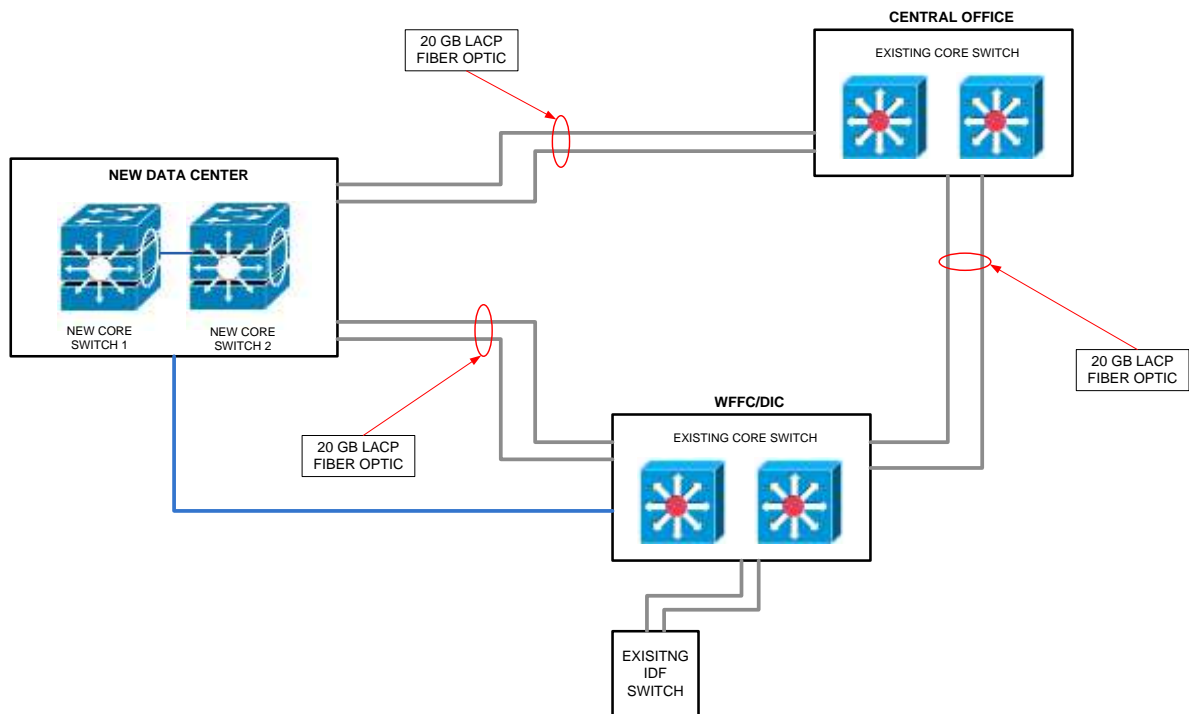 CENTRAL OFFICE
20 GB LACP
FIBER OPTIC
EXISTING CORE SWITCH
NEW DATA CENTER
NEW CORE
SWITCH 1
NEW CORE
SWITCH 2
20 GB LACP
FIBER OPTIC
20 GB LACP
FIBER OPTIC
WFFC/DIC
EXISTING CORE SWITCH
EXISITNG
IDF
SWITCH